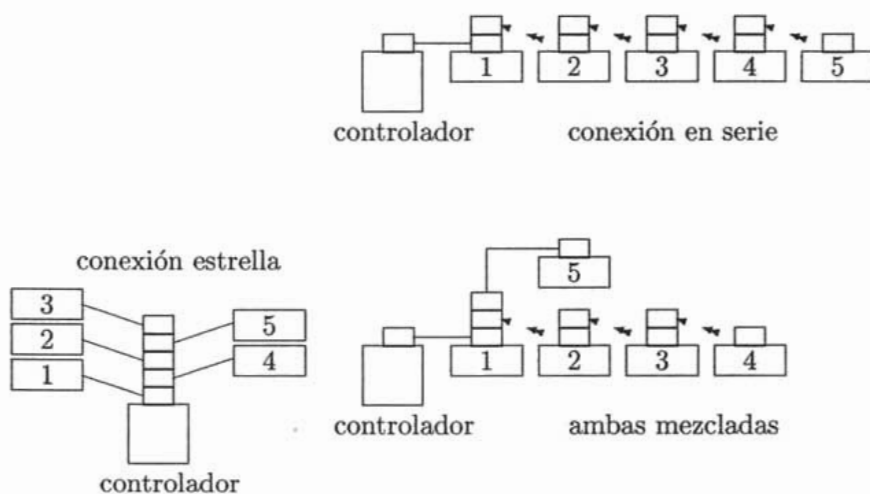 1 2 3 4 5
controlador conexión en serie
conexión estrella
3
2
1
5
4
controlador
5
1 2 3 4
controlador ambas mezcladas